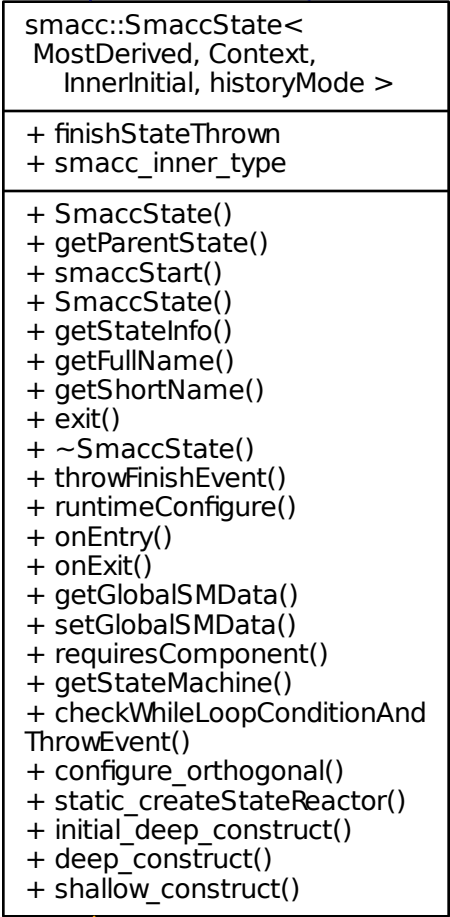 smacc::SmaccState<
MostDerived, Context,
InnerInitial, historyMode >
+ finishStateThrown
+ smacc_inner_type
+ SmaccState()
+ getParentState()
+ smaccStart()
+ SmaccState()
+ getStateInfo()
+ getFullName()
+ getShortName()
+ exit()
+ ~SmaccState()
+ throwFinishEvent()
+ runtimeConfigure()
+ onEntry()
+ onExit()
+ getGlobalSMData()
+ setGlobalSMData()
+ requiresComponent()
+ getStateMachine()
+ checkWhileLoopConditionAnd
ThrowEvent()
+ configure_orthogonal()
+ static_createStateReactor()
+ initial_deep_construct()
+ deep_construct()
+ shallow_construct()